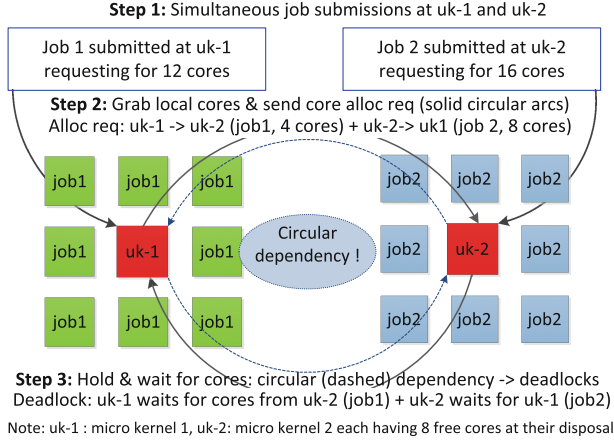 Step 1: Simultaneous job submissions at uk-1 and uk-2
Job 1 submitted at uk-1
requesting for 12 cores
Job 2 submitted at uk-2
requesting for 16 cores
Step 2: Grab local cores & send core alloc req (solid circular arcs)
Alloc req: uk-1 -> uk-2 (job1, 4 cores) + uk-2-> uk1 (job 2, 8 cores)
job1 job1 job1 job2 job2 job2
job1 uk-1 job1 Circular job2 uk-2 job2
dependency !
job1 job1 job1 job2 job2 job2
Step 3: Hold & wait for cores: circular (dashed) dependency -> deadlocks
Deadlock: uk-1 waits for cores from uk-2 (job1) + uk-2 waits for uk-1 (job2)
Note: uk-1 : micro kernel 1, uk-2: micro kernel 2 each having 8 free cores at their disposal